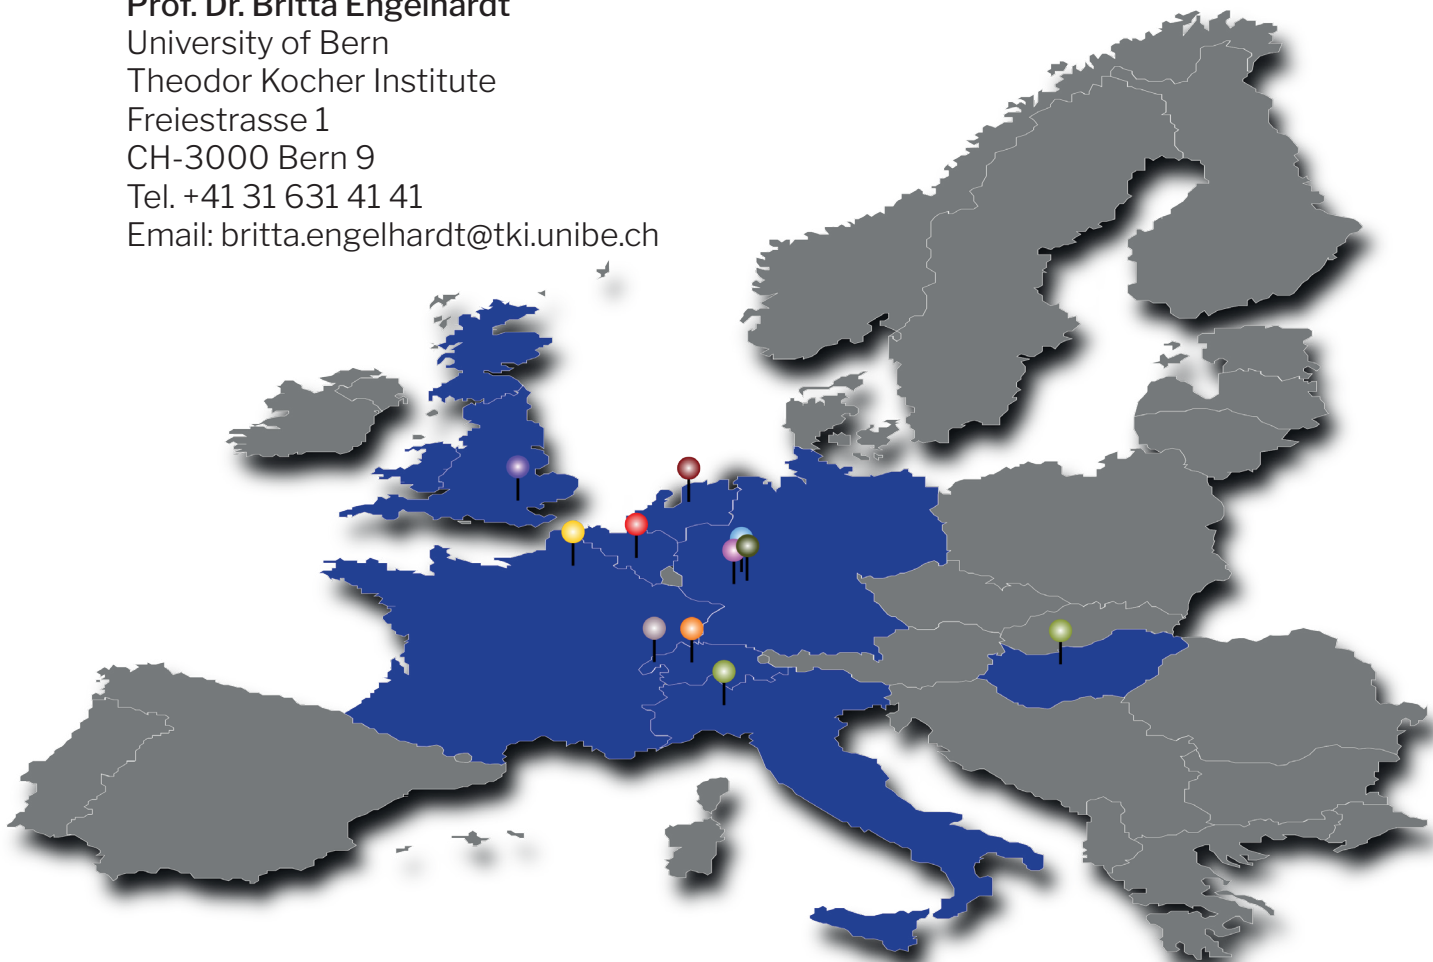 Prof. Dr. Britta Engelhardt
University of Bern
Theodor Kocher Institute
Freiestrasse 1
CH-3000 Bern 9
Tel. +41 31 631 41 41
Email: britta.engelhardt@tki.unibe.ch